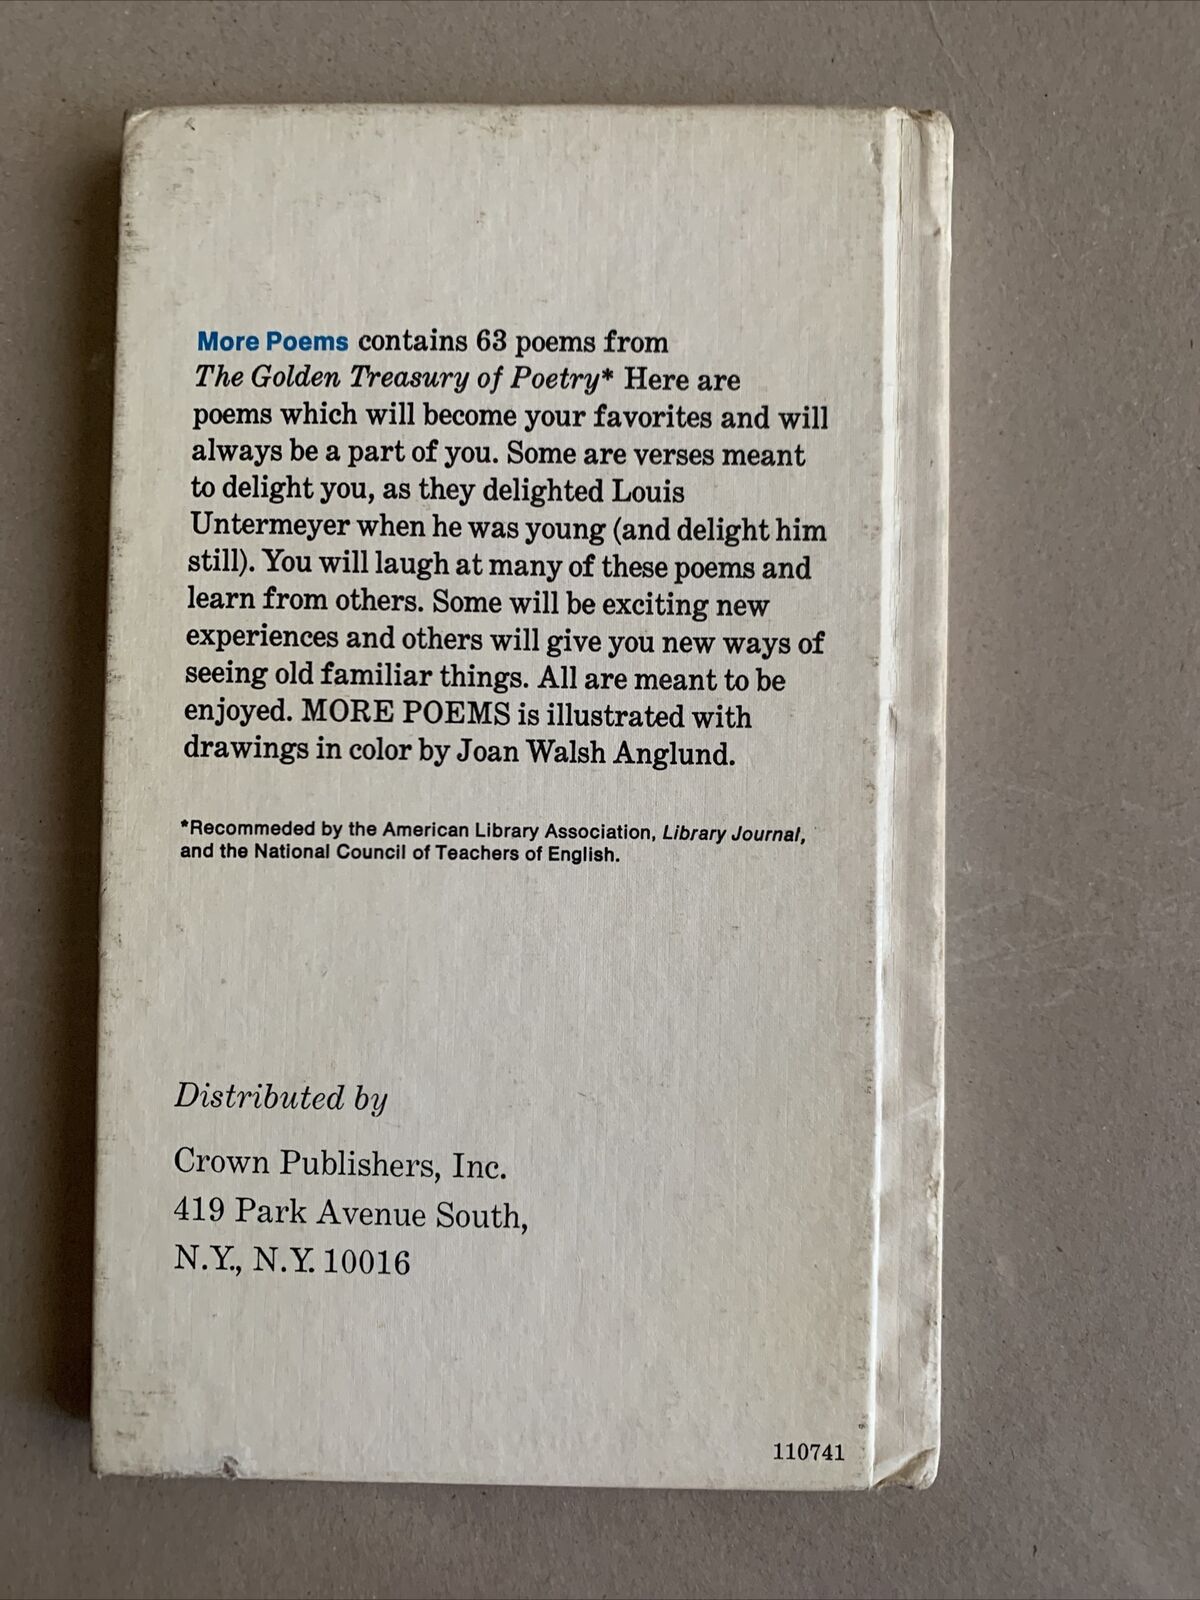 More Poems contains 63 poems from
The Golden Treasury of Poetry* Here are
poems which will become your favorites and will
always be a part of you. Some are verses meant
to delight you, as they delighted Louis
Untermeyer when he was young (and delight him
still). You will laugh at many of these poems and
learn from others. Some will be exciting new
experiences and others will give you new ways of
seeing old familiar things. All are meant to be
enjoyed. MORE POEMS is illustrated with
drawings in color by Joan Walsh Anglund.
*Recommeded by the American Library Association, Library Journal,
and the National Council of Teachers of English.
Distributed by
Crown Publishers, Inc.
419 Park Avenue South,
N.Y., N.Y. 10016
110741